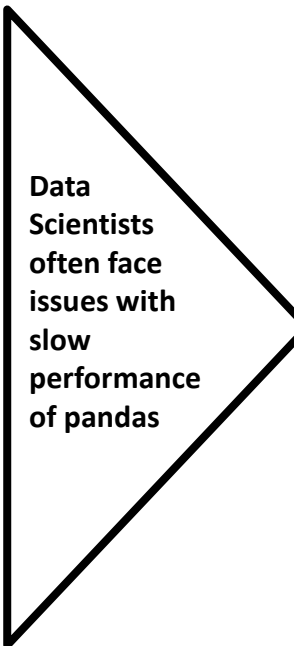 Data
Scientists
often face
issues with
slow
performance
of pandas